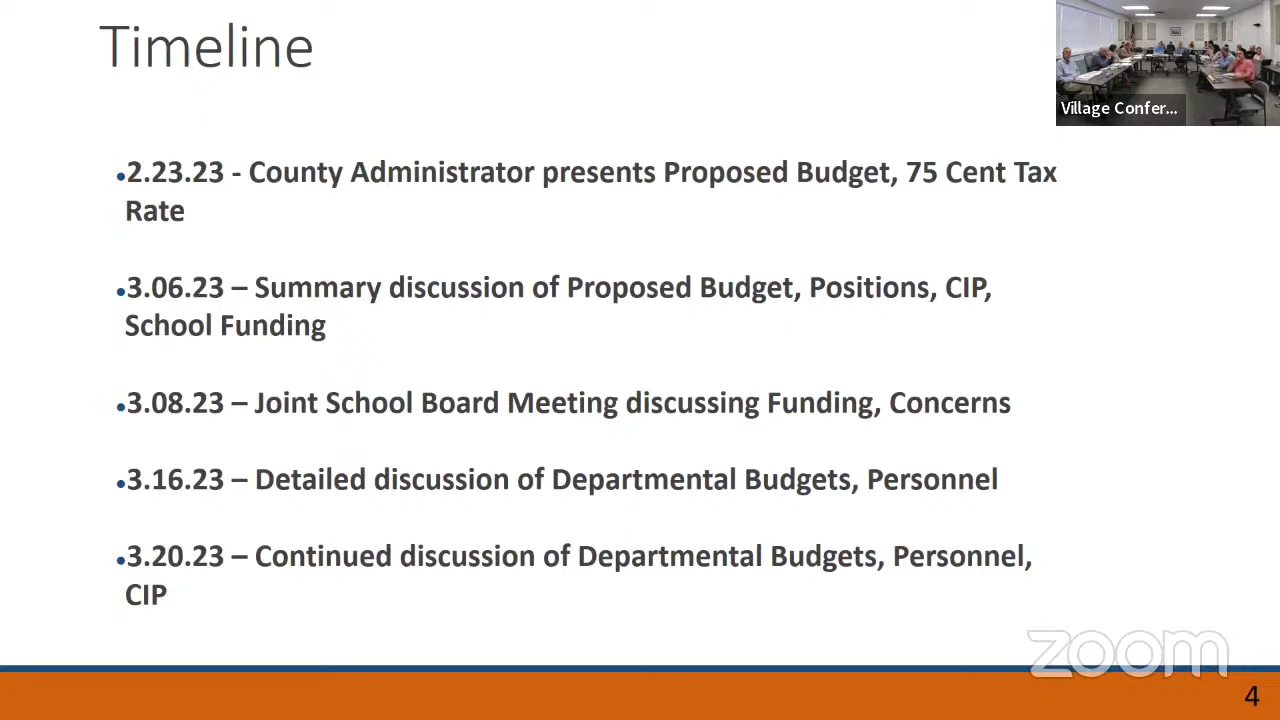 Timeline
Village Confer...
•2.23.23 - County Administrator presents Proposed Budget, 75 Cent Tax
Rate
•3.06.23 – Summary discussion of Proposed Budget, Positions, CIP,
School Funding
•3.08.23 – Joint School Board Meeting discussing Funding, Concerns
•3.16.23 – Detailed discussion of Departmental Budgets, Personnel
•3.20.23 – Continued discussion of Departmental Budgets, Personnel,
CIP
zoom
4